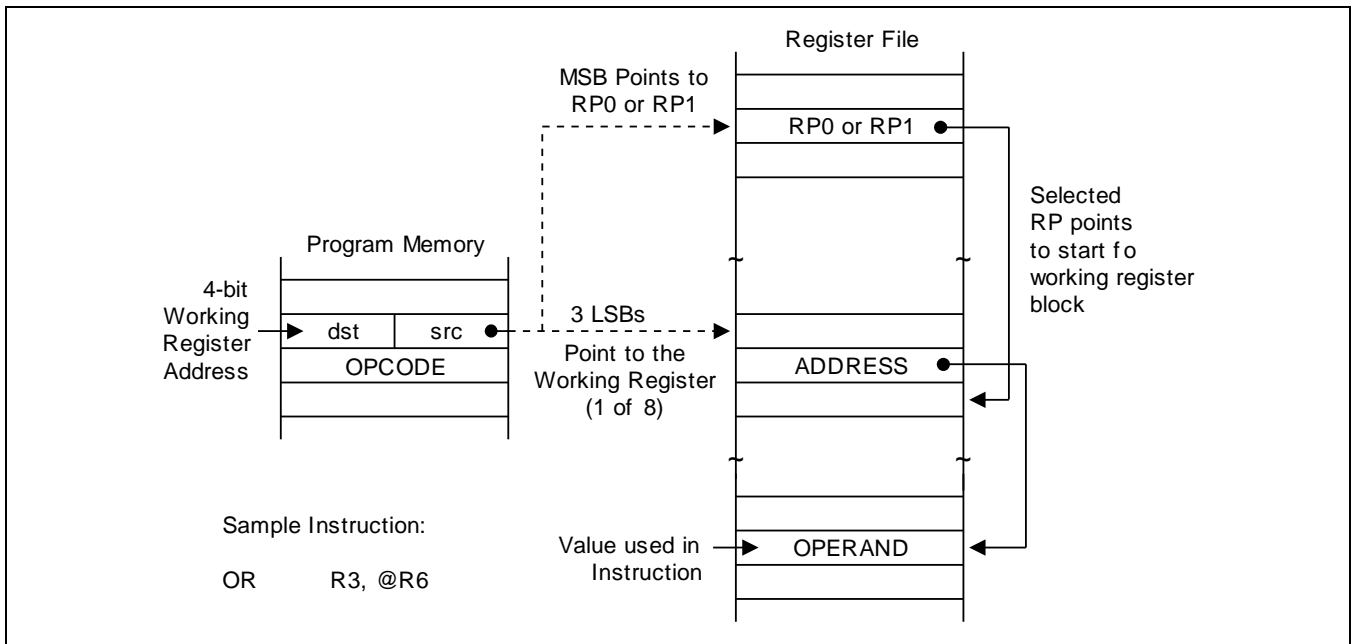 Register File
MSB Points to
RP0 or RP1
RP0 or RP1
Selected
RP points
to start fo
working register
block
Program Memory
4-bit
Working
Register
Address
dst src
OPCODE
3 LSBs
Point to the
Working Register
(1 of 8)
ADDRESS
~ ~
~ ~
Sample Instruction:
OR R3, @R6
Value used in
Instruction
OPERAND